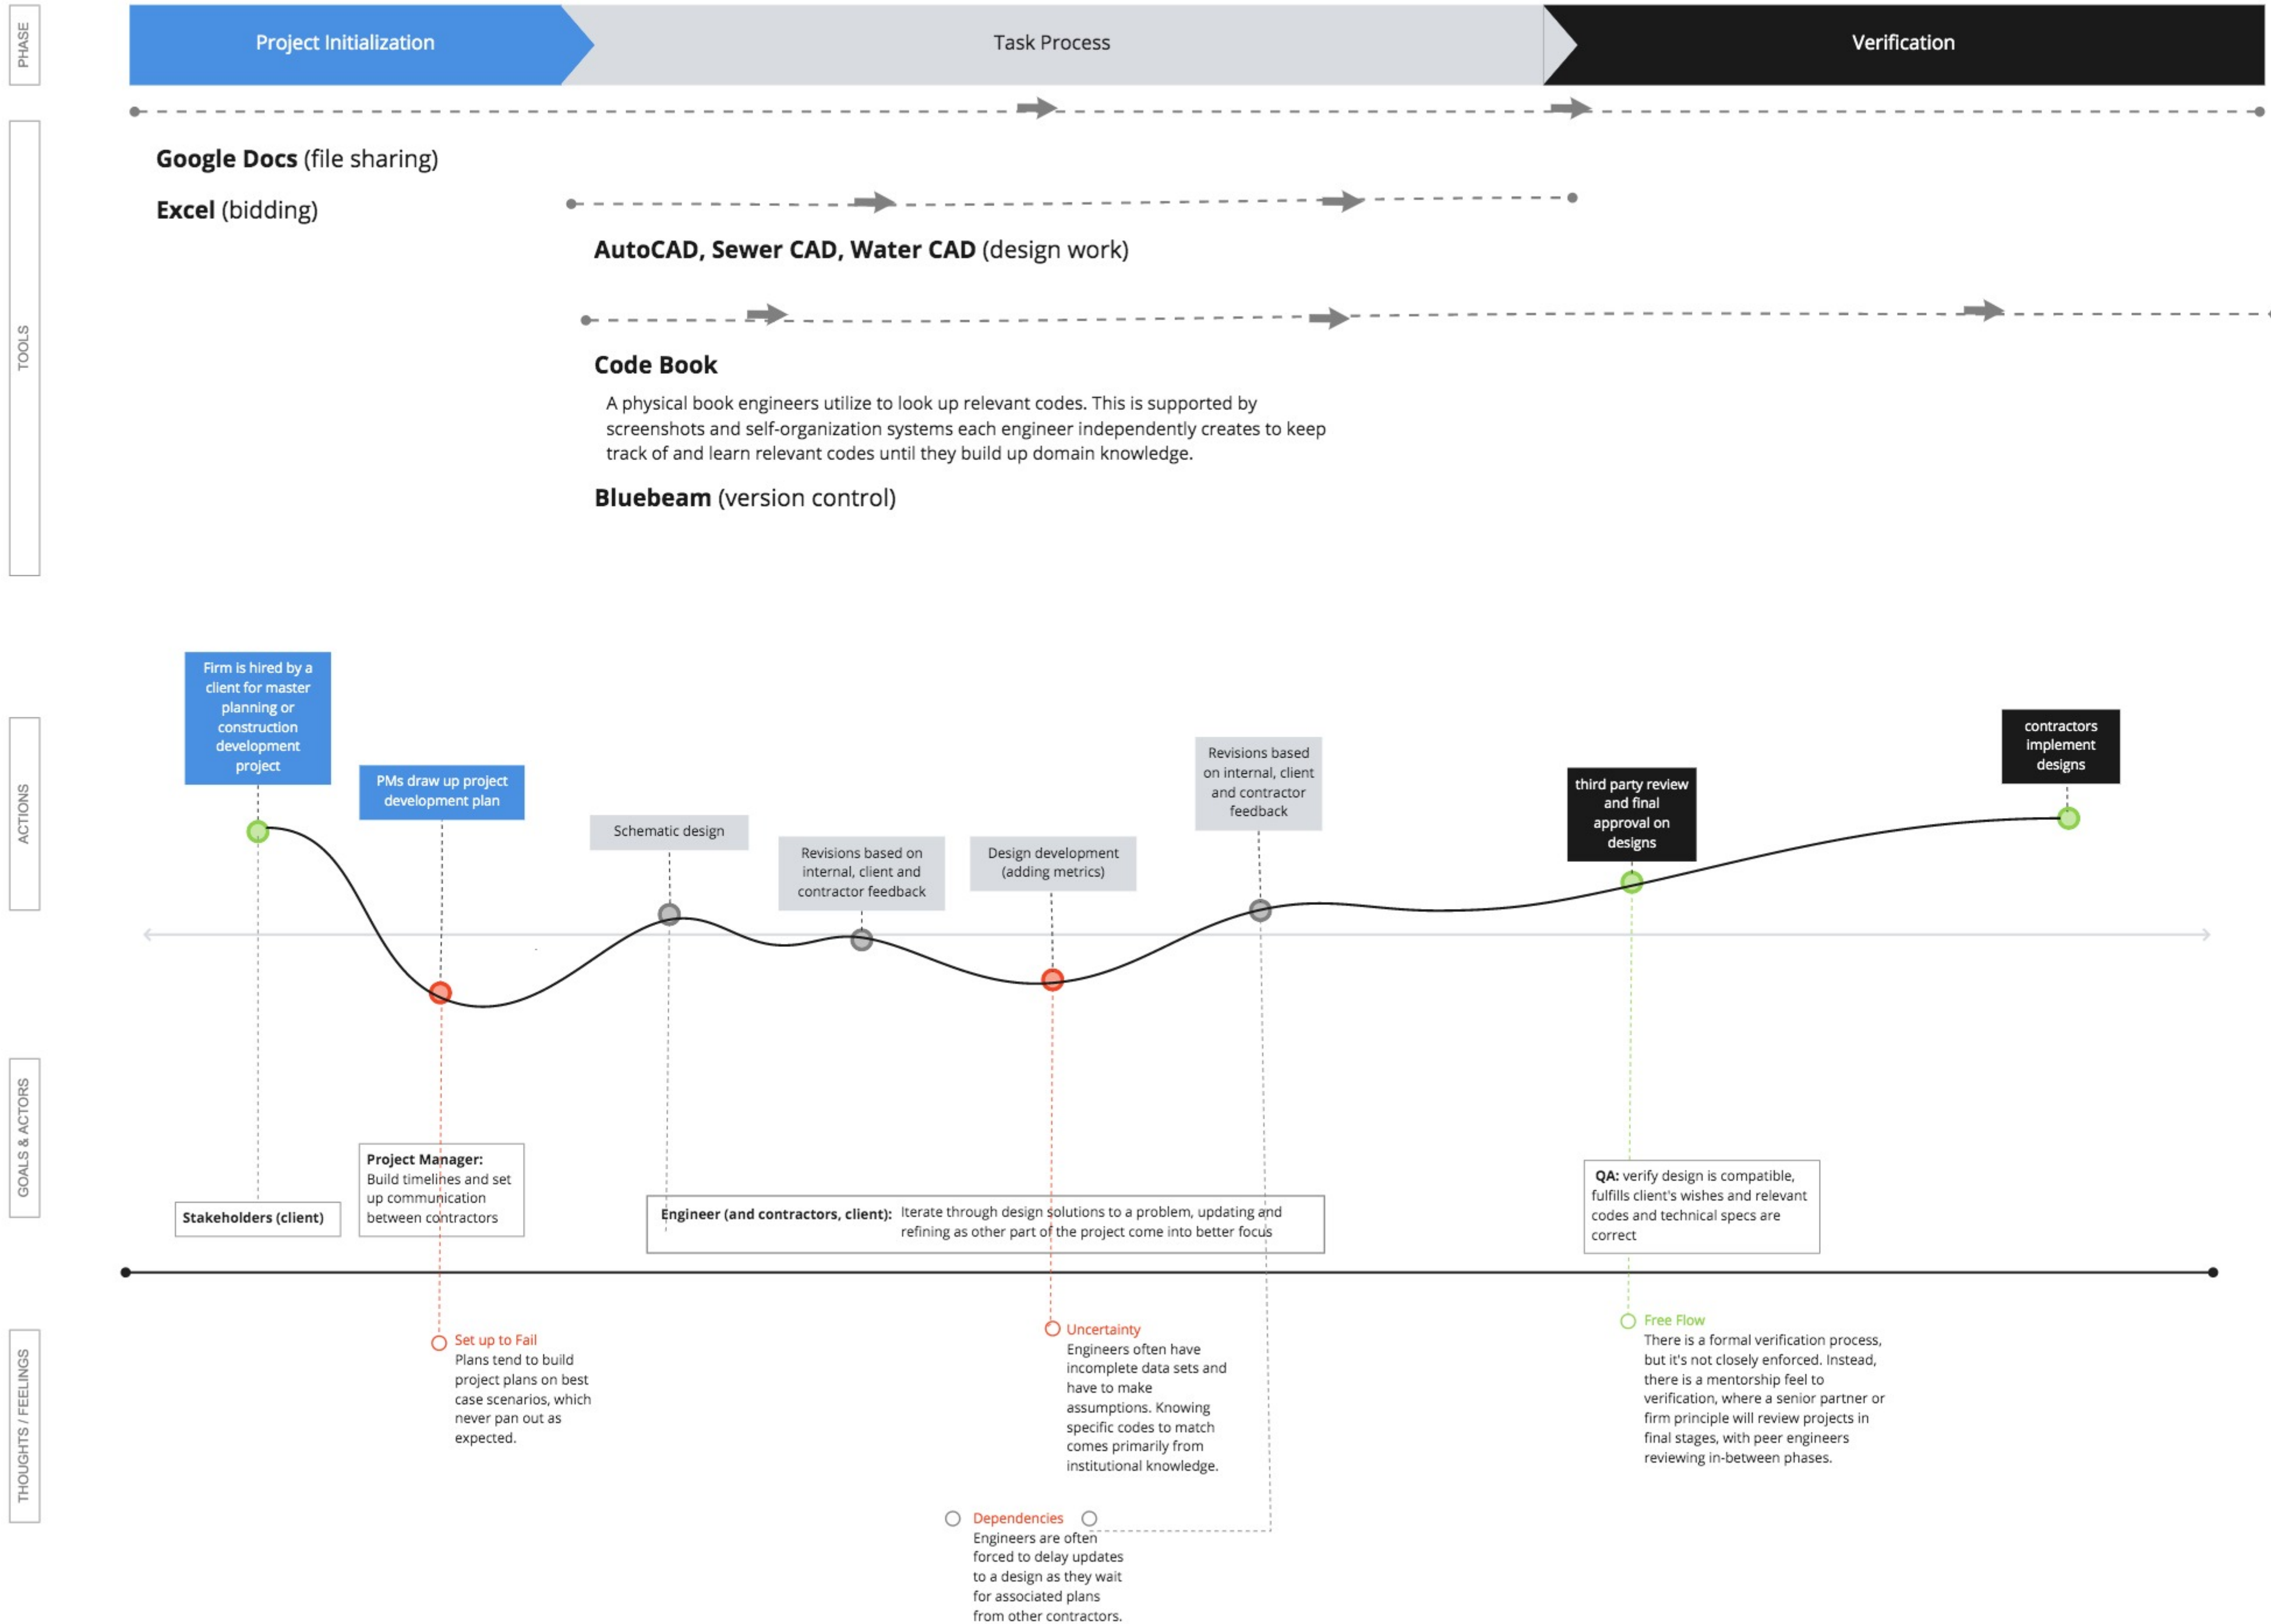 PHASE
Project Initialization
Task Process
Verification
TOOLS
Google Docs (file sharing)
Excel (bidding)
AutoCAD, Sewer CAD, Water CAD (design work)
Code Book
A physical book engineers utilize to look up relevant codes. This is supported by
screenshots and self-organization systems each engineer independently creates to keep
track of and learn relevant codes until they build up domain knowledge.
Bluebeam (version control)
ACTIONS
Firm is hired by a
client for master
planning or
construction
development
project
PMs draw up project
development plan
Schematic design
Revisions based on
internal, client and
contractor feedback
Design development
(adding metrics)
Revisions based
on internal, client
and contractor
feedback
third party review
and final
approval on
designs
contractors
implement
designs
GOALS & ACTORS
Stakeholders (client)
Project Manager:
Build timelines and set
up communication
between contractors
Engineer (and contractors, client): Iterate through design solutions to a problem, updating and
refining as other part of the project come into better focus
QA: verify design is compatible,
fulfills client's wishes and relevant
codes and technical specs are
correct
THOUGHTS / FEELINGS
Set up to Fail
Plans tend to build
project plans on best
case scenarios, which
never pan out as
expected.
Uncertainty
Engineers often have
incomplete data sets and
have to make
assumptions. Knowing
specific codes to match
comes primarily from
institutional knowledge.
Dependencies
Engineers are often
forced to delay updates
to a design as they wait
for associated plans
from other contractors.
Free Flow
There is a formal verification process,
but it's not closely enforced. Instead,
there is a mentorship feel to
verification, where a senior partner or
firm principle will review projects in
final stages, with peer engineers
reviewing in-between phases.